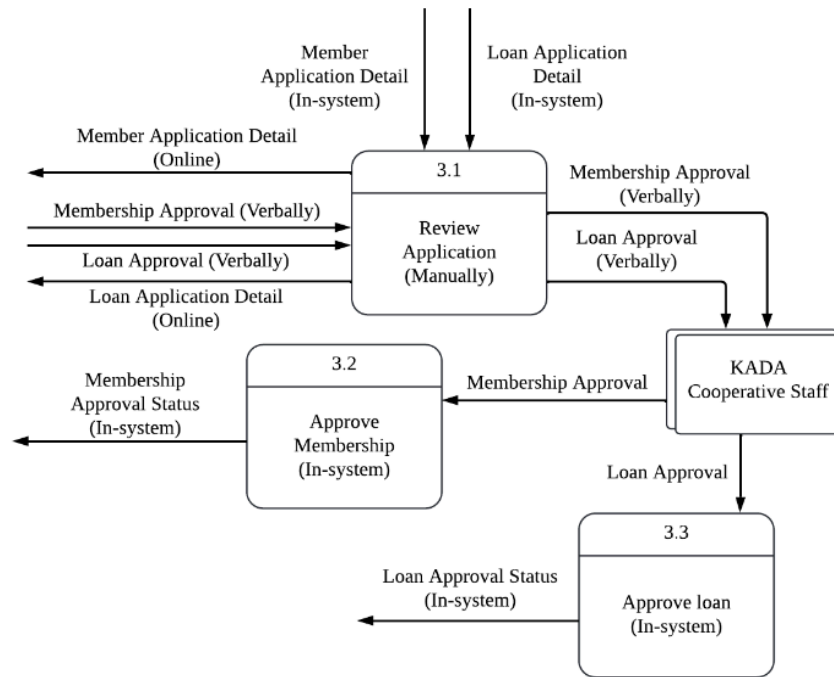 Member
Application Detail
(In-system)
Loan Application
Detail
(In-system)
Member Application Detail
(Online)
Membership Approval (Verbally)
Loan Approval (Verbally)
Loan Application Detail
(Online)
3.1
Review
Application
(Manually)
Membership Approval
(Verbally)
Loan Approval
(Verbally)
KADA
Cooperative Staff
Membership Approval
3.2
Approve
Membership
(In-system)
Membership
Approval Status
(In-system)
Loan Approval
3.3
Approve loan
(In-system)
Loan Approval Status
(In-system)